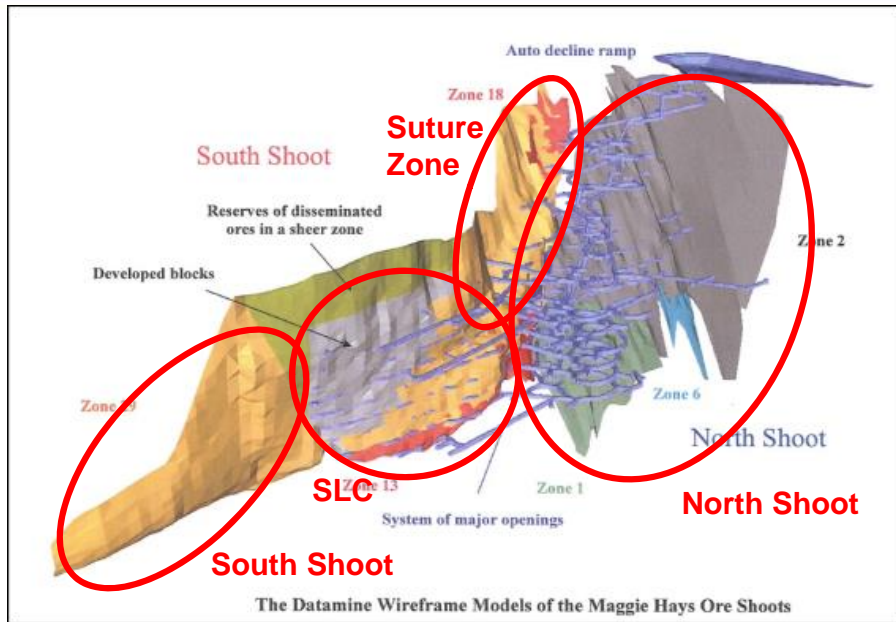 Auto decline ramp
Zone 18
Suture
Zone
South Shoot
Reserves of disseminated
ores in a sheer zone
Developed blocks
Zone 2
Zone 29
Zone 6
North Shoot
Zone 13
SLC
Zone 1
North Shoot
System of major openings
South Shoot
The Datamine Wireframe Models of the Maggie Hays Ore Shoots